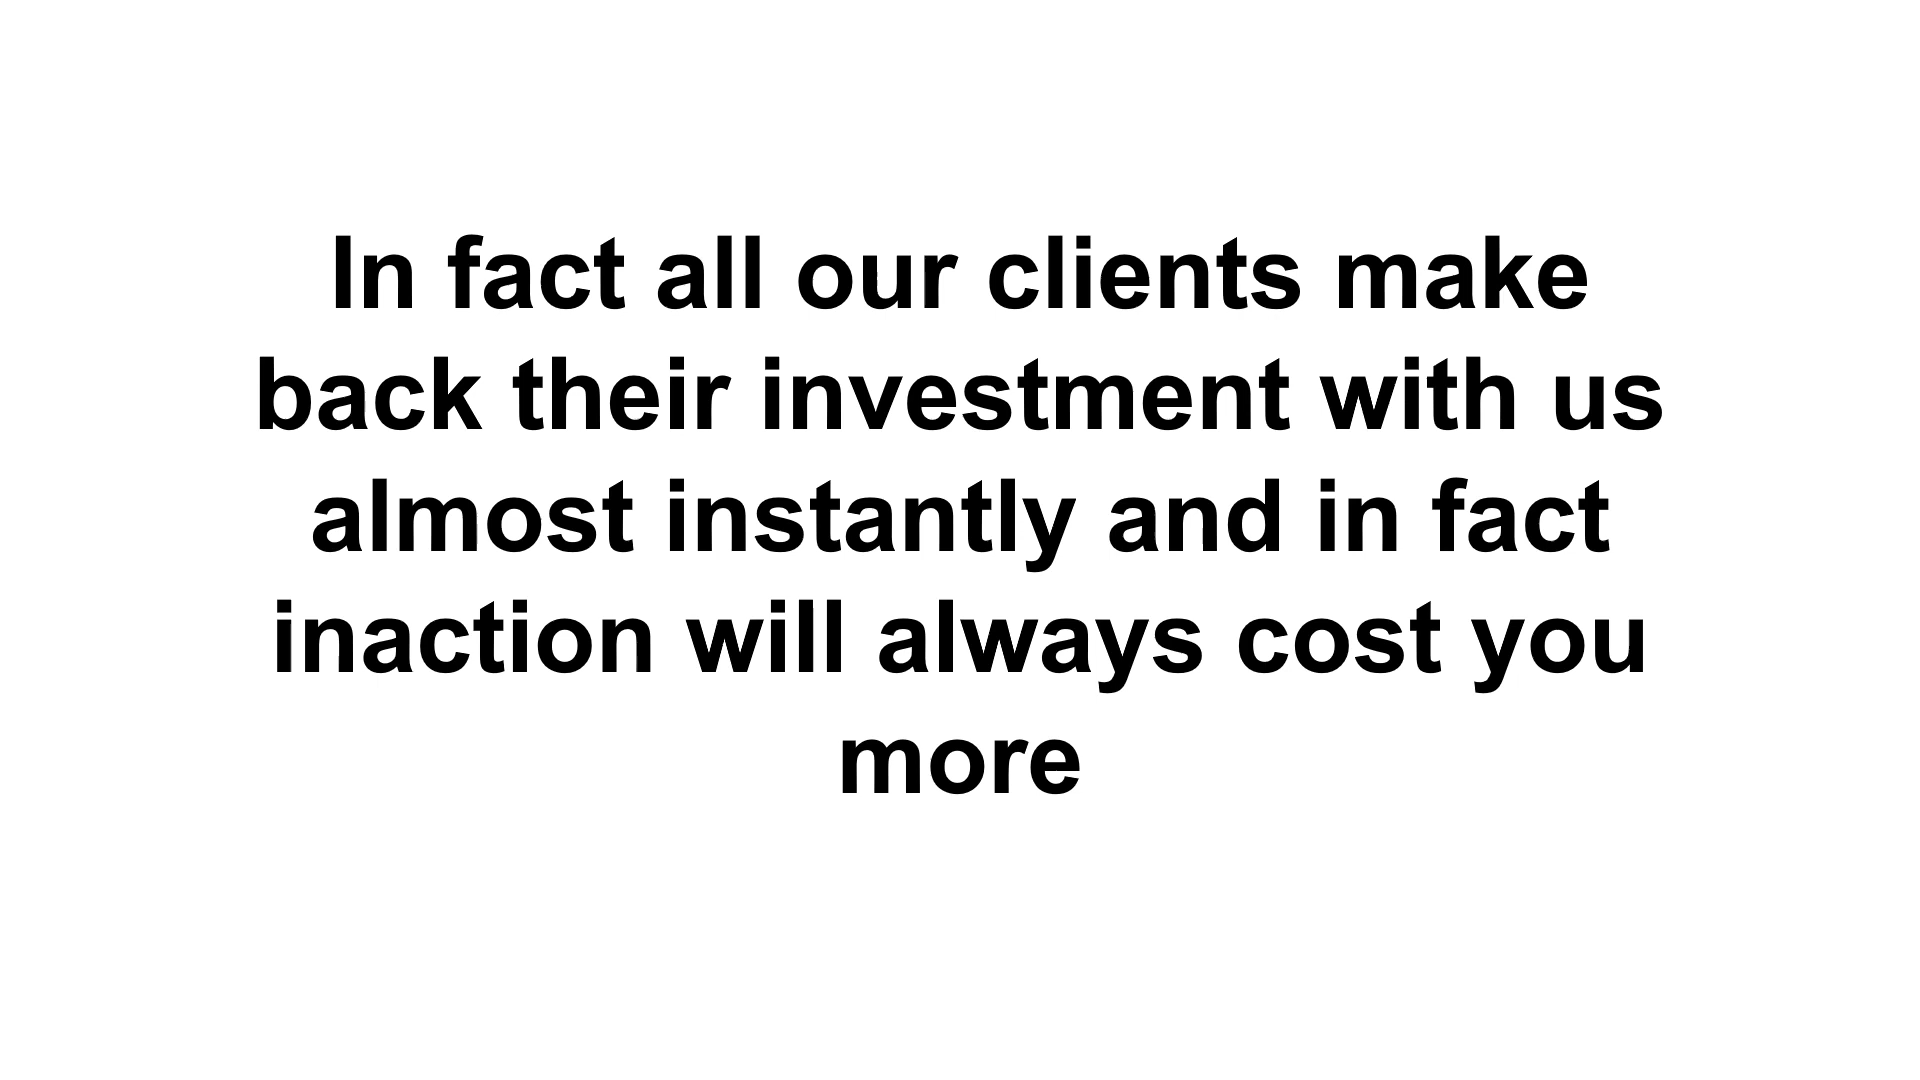 In fact all our clients make
back their investment with us
almost instantly and in fact
inaction will always cost you
more